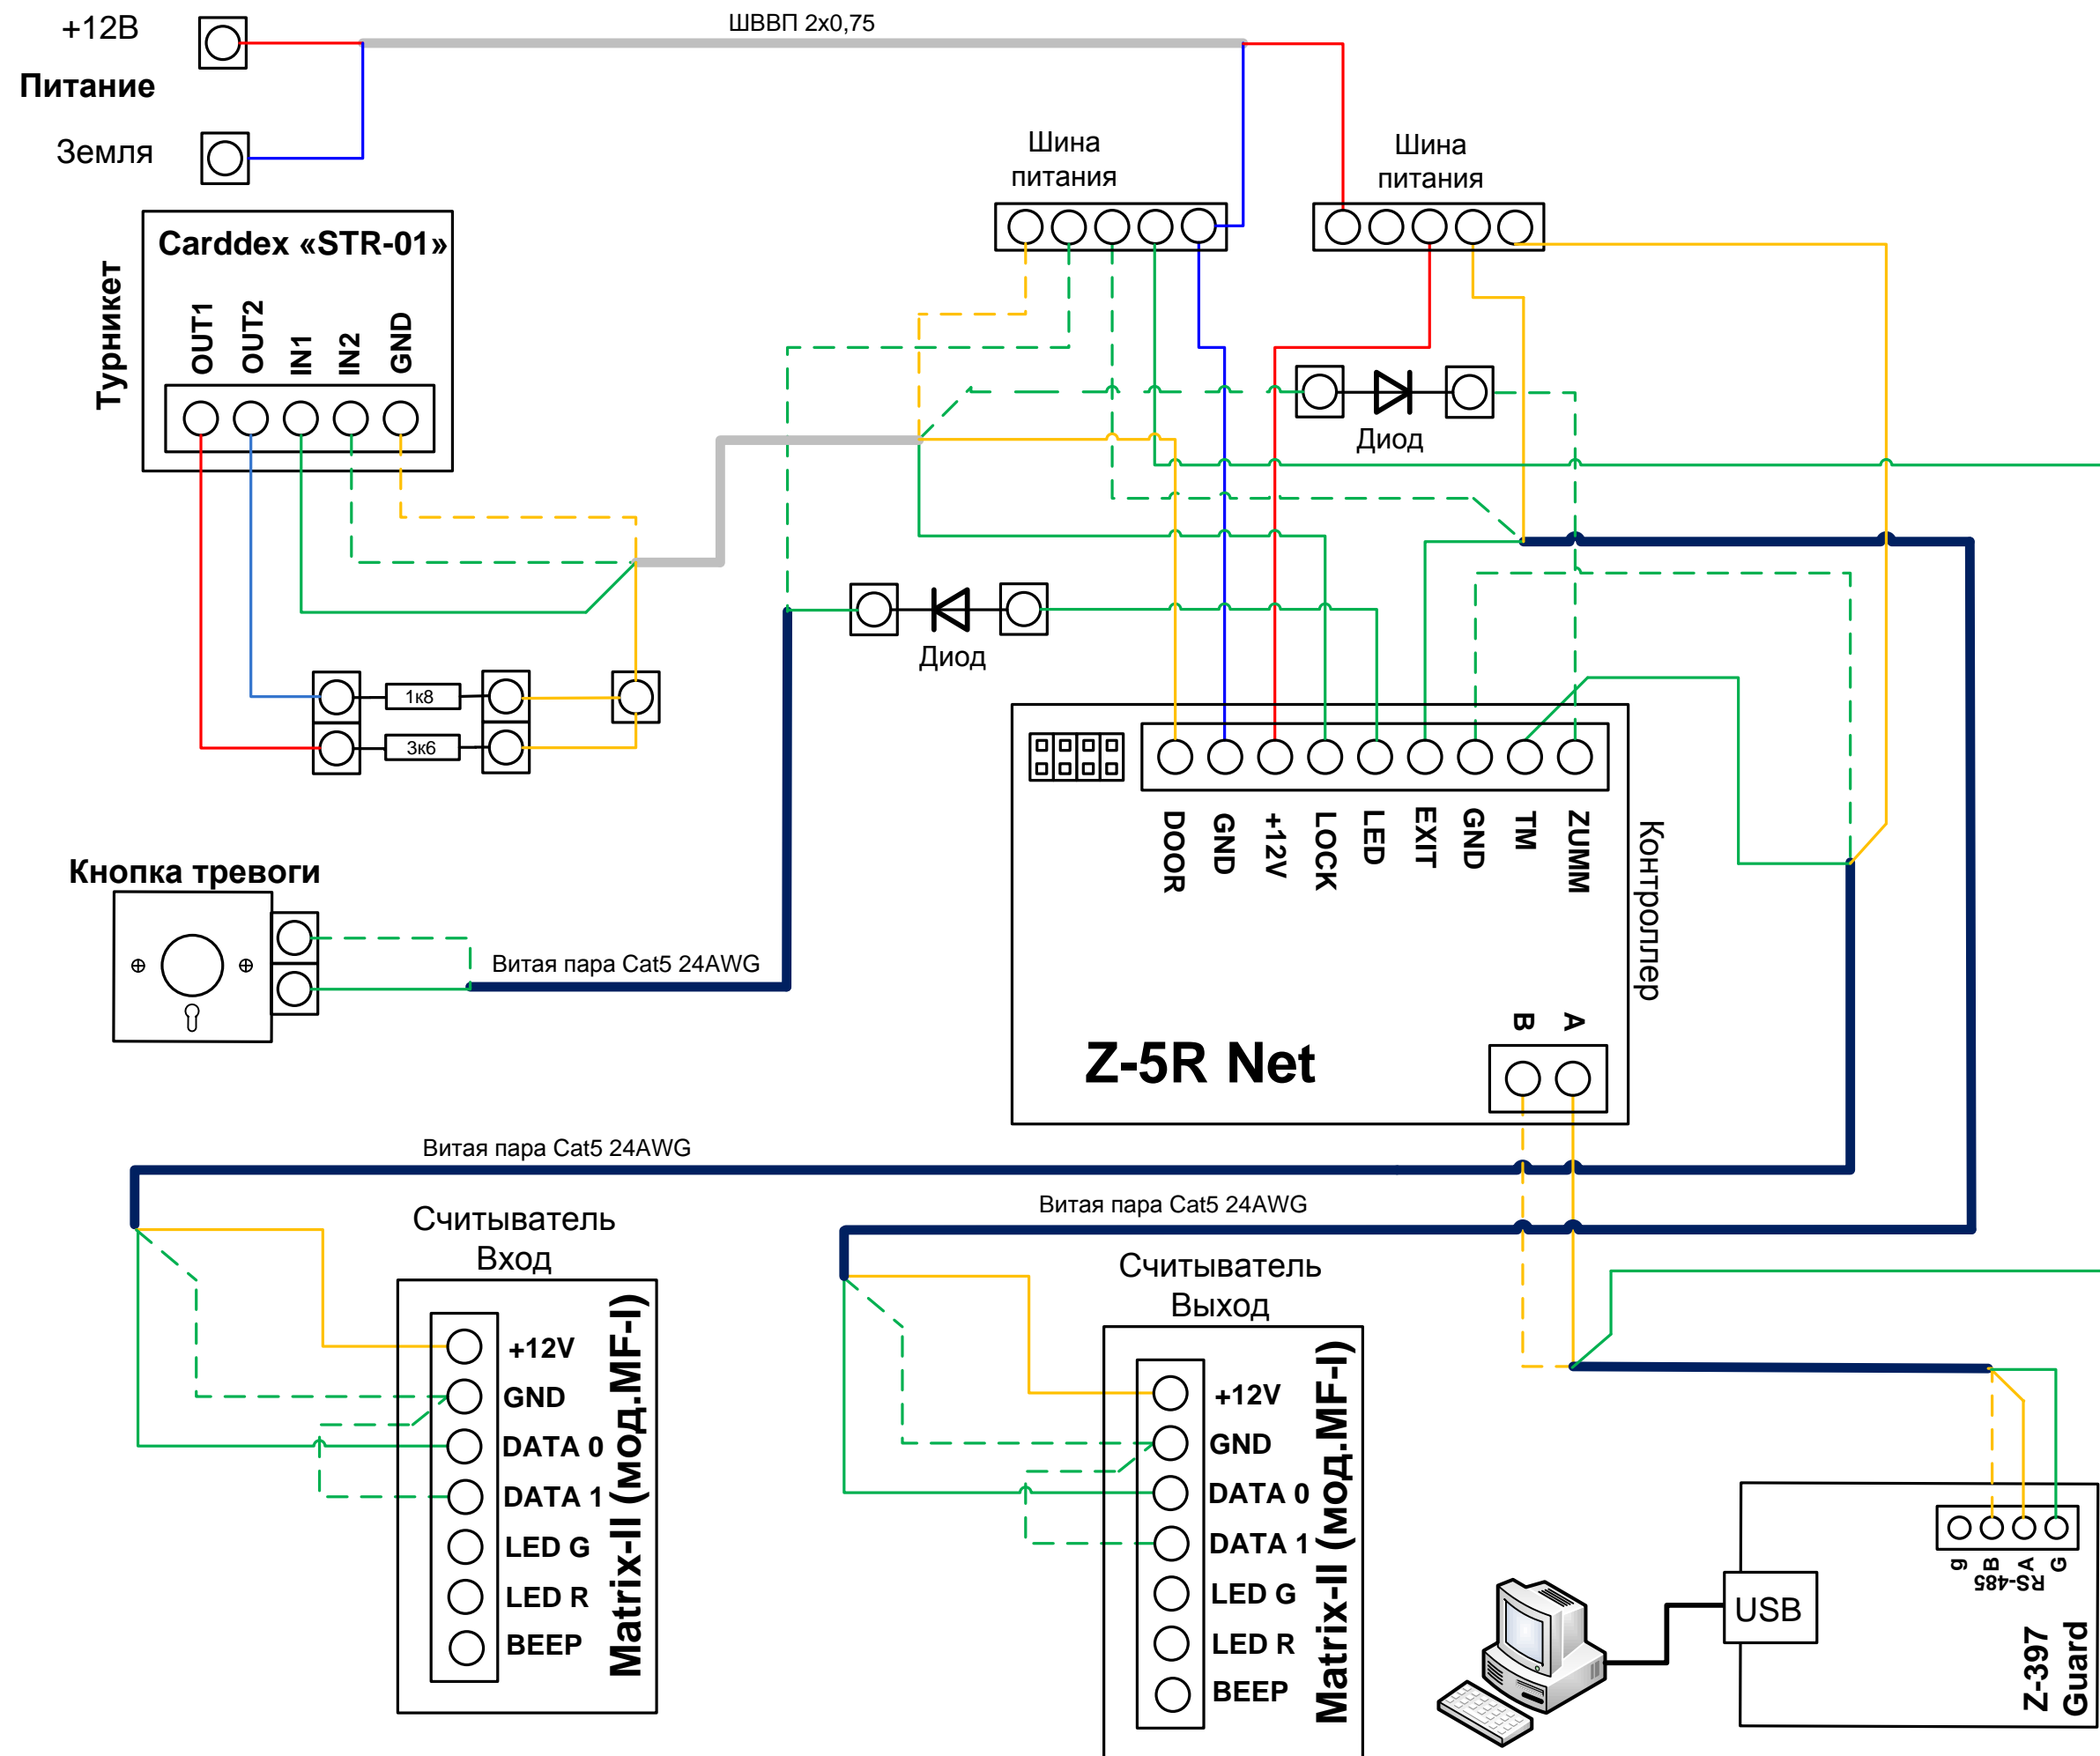 +12В
ШВВП 2х0,75
Питание
Земля
Шина
питания
Шина
питания
Carddex «STR-01»
Турникет
OUT1
OUT2
IN1
IN2
GND
Диод
Диод
1к8
3к6
DOOR
GND
+12V
LOCK
LED
EXIT
GND
TM
ZUMM
Контроллер
Кнопка тревоги
Витая пара Cat5 24AWG
B
A
Z-5R Net
Витая пара Cat5 24AWG
Витая пара Cat5 24AWG
Считыватель
Вход
+12V
GND
DATA 0
DATA 1
LED G
LED R
BEEP
Matrix-II (мод.MF-I)
Считыватель
Выход
+12V
GND
DATA 0
DATA 1
LED G
LED R
BEEP
Matrix-II (мод.MF-I)
g
B
A
G
RS-485
USB
Z-397
Guard